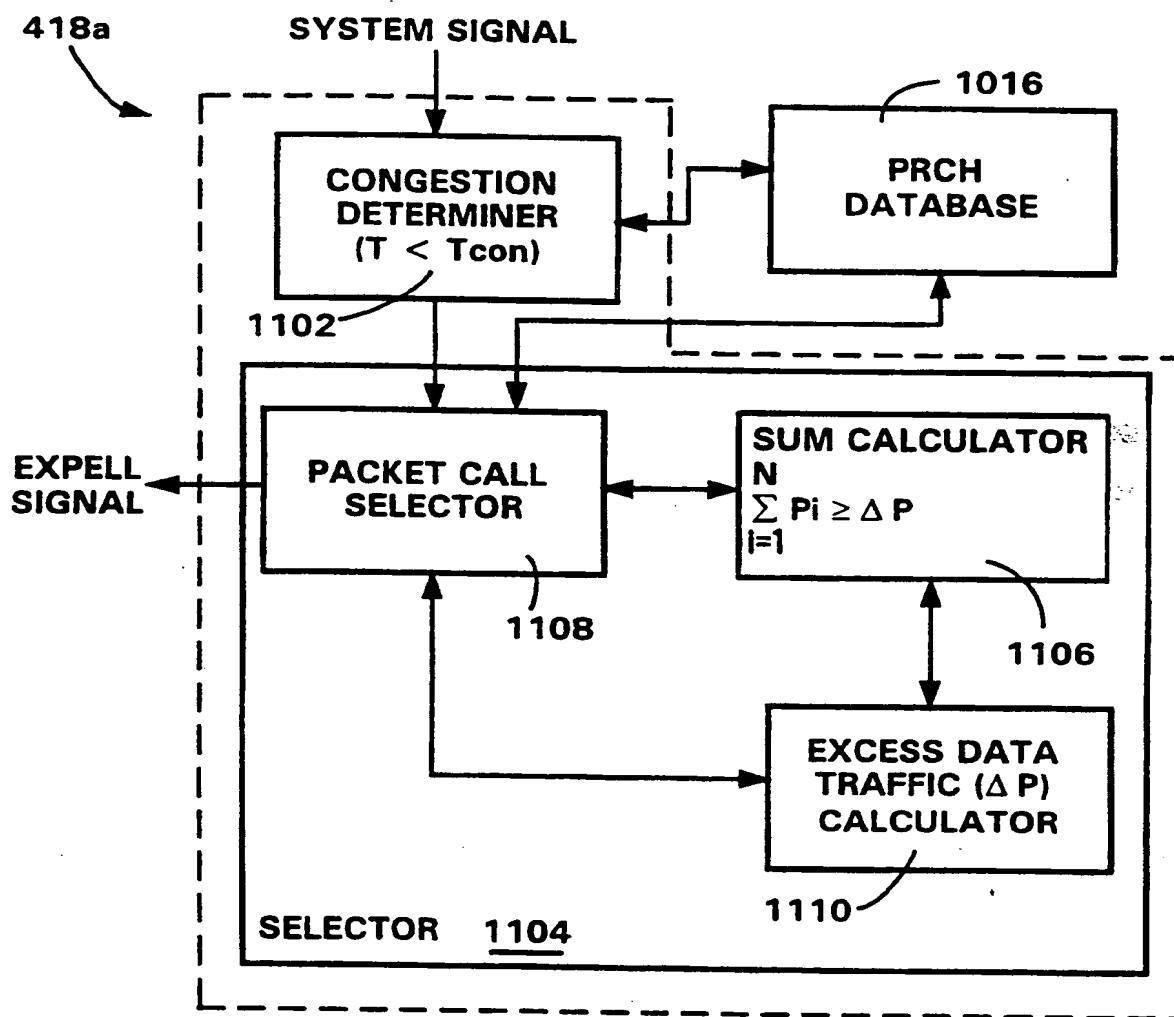 418a
SYSTEM SIGNAL
1016
CONGESTION
DETERMINER
(T < Tcon)
1102
PRCH
DATABASE
EXPELL
SIGNAL
PACKET CALL
SELECTOR
1108
SUM CALCULATOR
N
∑ Pi ≥ Δ P
i=1
1106
EXCESS DATA
TRAFFIC (Δ P)
CALCULATOR
1110
SELECTOR 1104